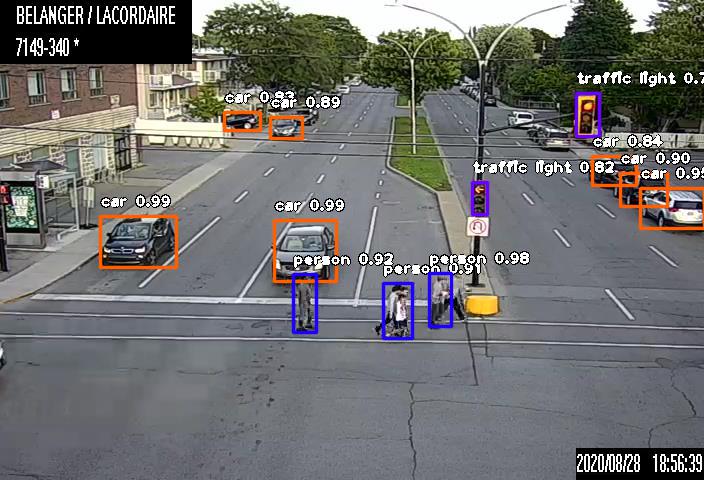 BELANGER / LACORDAIRE
7149-340 *
traffic light 0.7
car 0.83
car 0.89
car 0.84
car 0.90
traffic light 0.82
car 0.95
car 0.99
car 0.99
person 0.92
person 0.91
person 0.98
2020/08/28 18:56:39